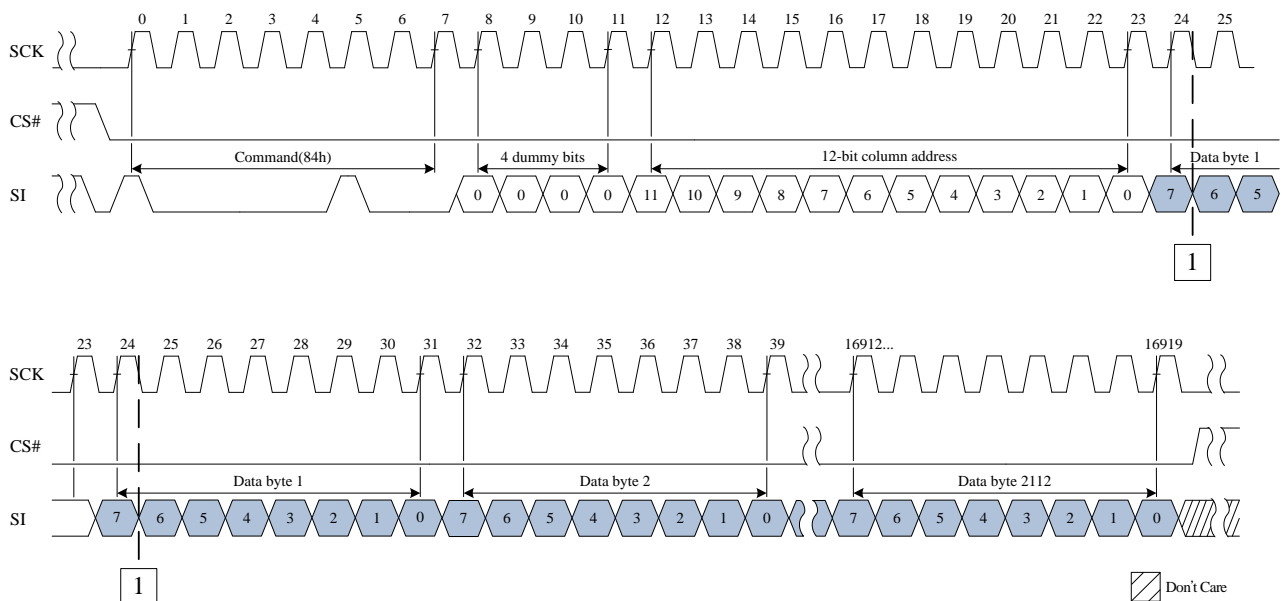 0 1 2 3 4 5 6 7 8 9 10 11 12 13 14 15 16 17 18 19 20 21 22 23 24 25
SCK
CS#
Command(84h) 4 dummy bits 12-bit column address Data byte 1
SI 0 0 0 0 11 10 9 8 7 6 5 4 3 2 1 0 7 6 5
1
23 24 25 26 27 28 29 30 31 32 33 34 35 36 37 38 39 16912... 16919
SCK
CS#
Data byte 1 Data byte 2 Data byte 2112
SI 7 6 5 4 3 2 1 0 7 6 5 4 3 2 1 0 7 6 5 4 3 2 1 0
1
Don't Care